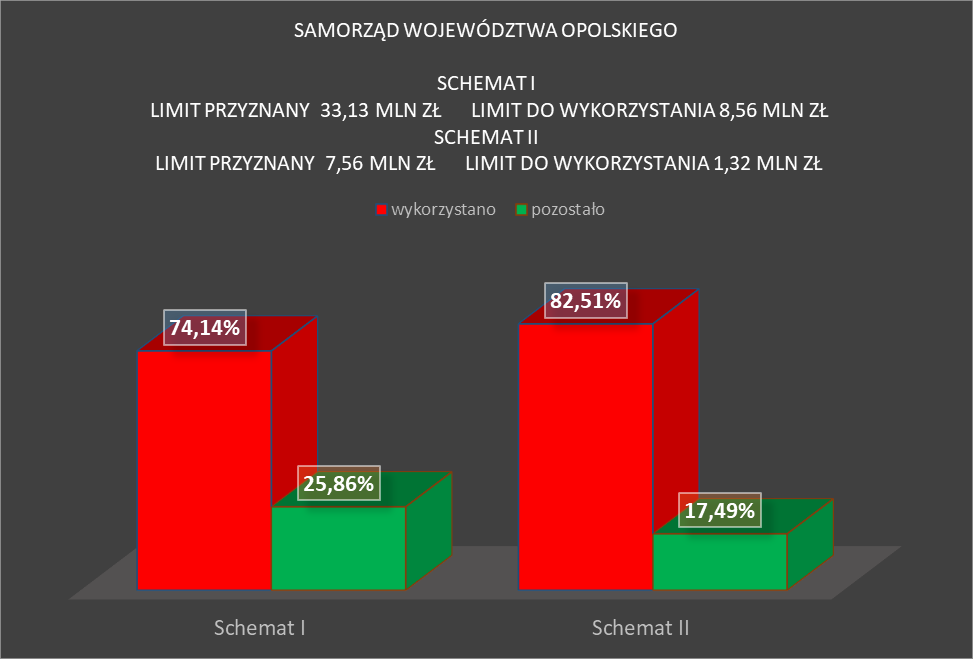 SAMORZĄD WOJEWÓDZTWA OPOLSKIEGO
SCHEMAT I
LIMIT PRZYZNANY 33,13 MLN ZŁ LIMIT DO WYKORZYSTANIA 8,56 MLN ZŁ
SCHEMAT II
LIMIT PRZYZNANY 7,56 MLN ZŁ LIMIT DO WYKORZYSTANIA 1,32 MLN ZŁ
wykorzystano pozostało
74,14% 82,51%
25,86% 17,49%
Schemat I Schemat II